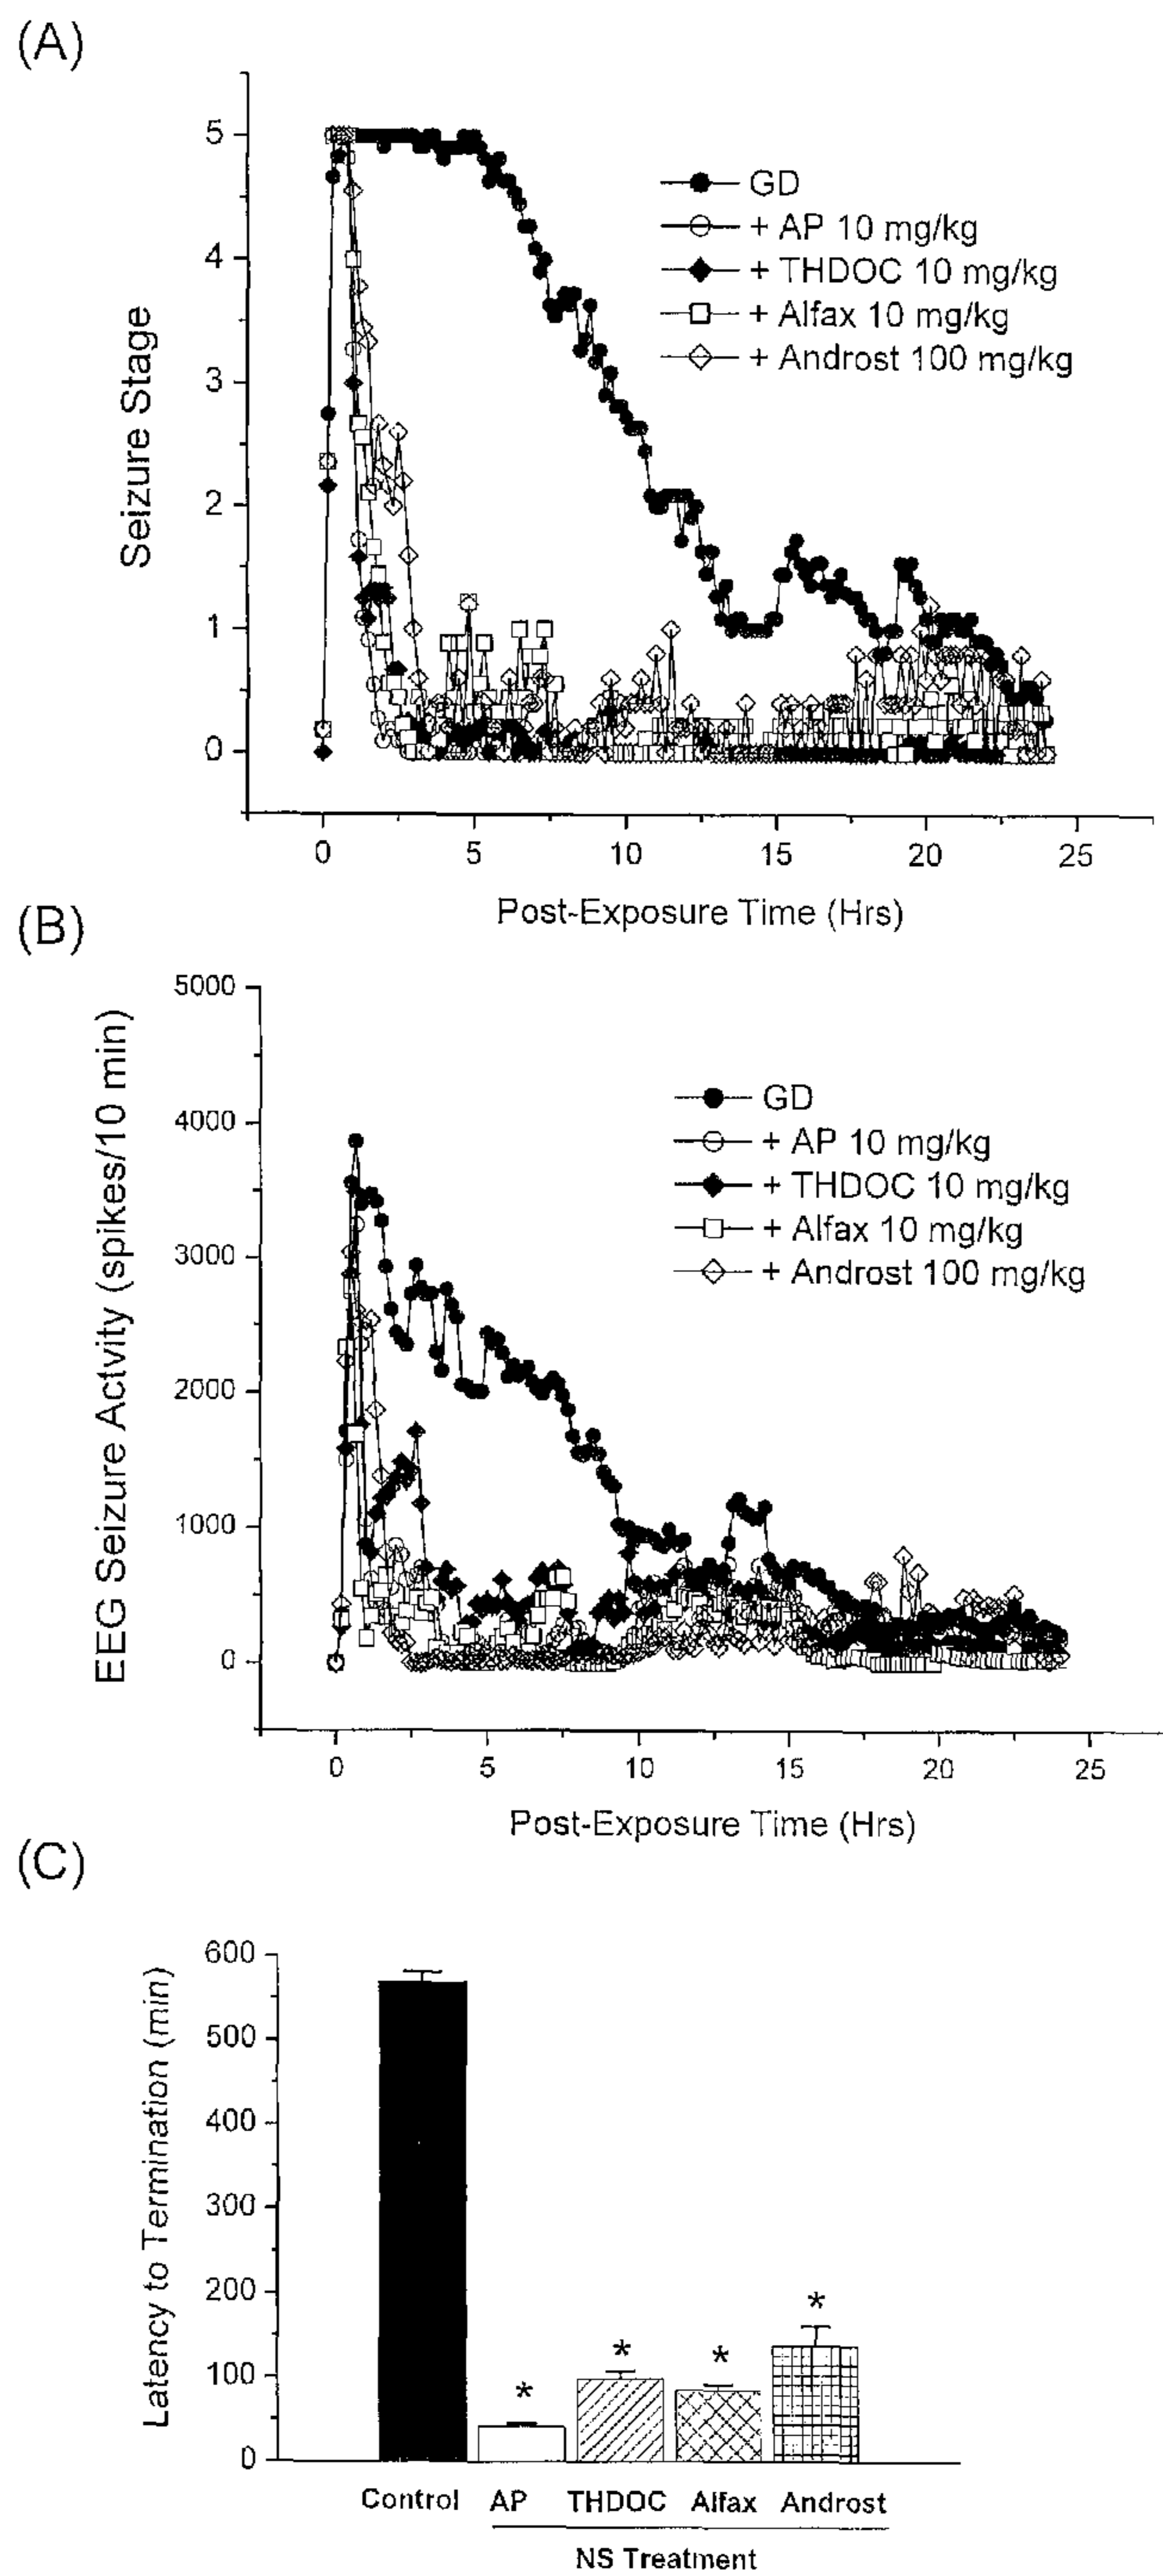 (A)
5
4
3
2
1
0
Seizure Stage
GD
+ AP 10 mg/kg
+ THDOC 10 mg/kg
+ Alfax 10 mg/kg
+ Androst 100 mg/kg
0 5 10 15 20 25
Post-Exposure Time (Hrs)
(B)
5000
4000
3000
2000
1000
0
EEG Seizure Actvity (spikes/10 min)
GD
+ AP 10 mg/kg
+ THDOC 10 mg/kg
+ Alfax 10 mg/kg
+ Androst 100 mg/kg
0 5 10 15 20 25
Post-Exposure Time (Hrs)
(C)
600
500
400
300
200
100
0
Latency to Termination (min)
* * * *
Control AP THDOC Alfax Androst
NS Treatment